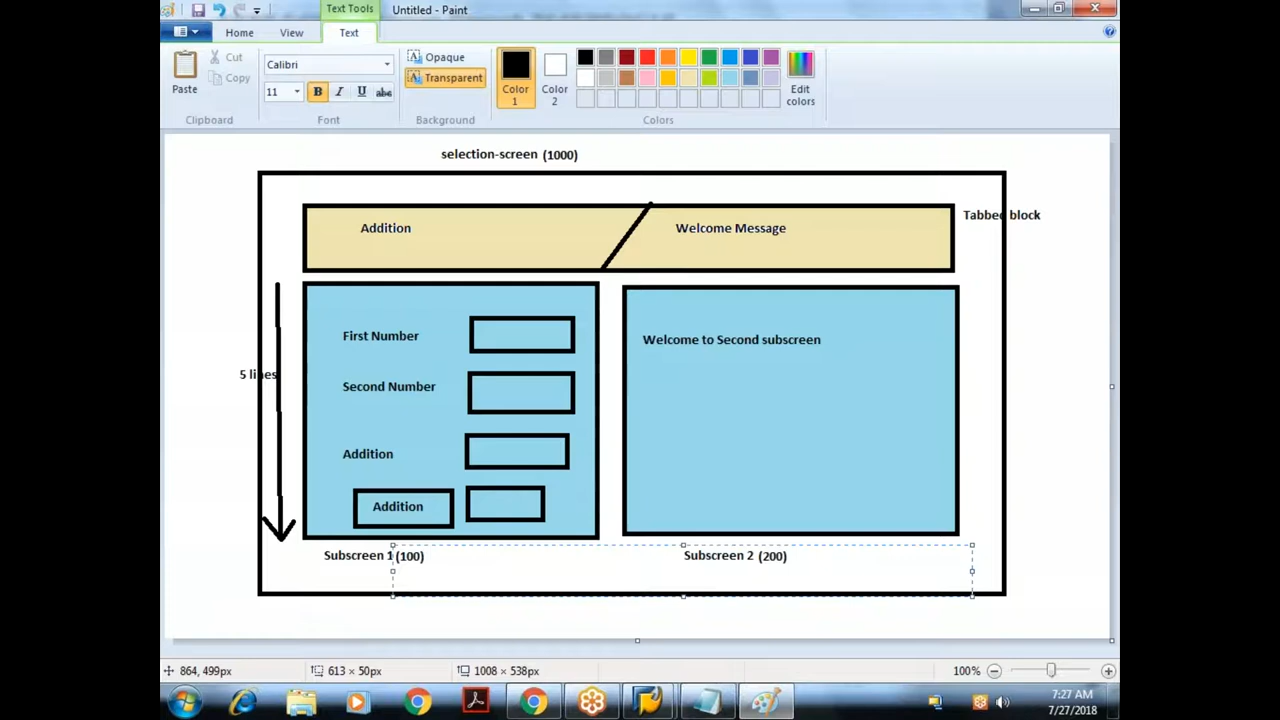 Text Tools
Untitled - Paint
Home
View
Text
Paste
Cut
Copy
Clipboard
Calibri
11
B
I
U
abc
Font
Opaque
Transparent
Background
Color 1
Color 2
Edit colors
Colors
selection-screen (1000)
Addition
Welcome Message
Tabbed block
First Number
Welcome to Second subscreen
5 lines
Second Number
Addition
Addition
Subscreen 1 (100)
Subscreen 2 (200)
864, 499px
613 × 50px
1008 × 538px
100%
7:27 AM
7/27/2018